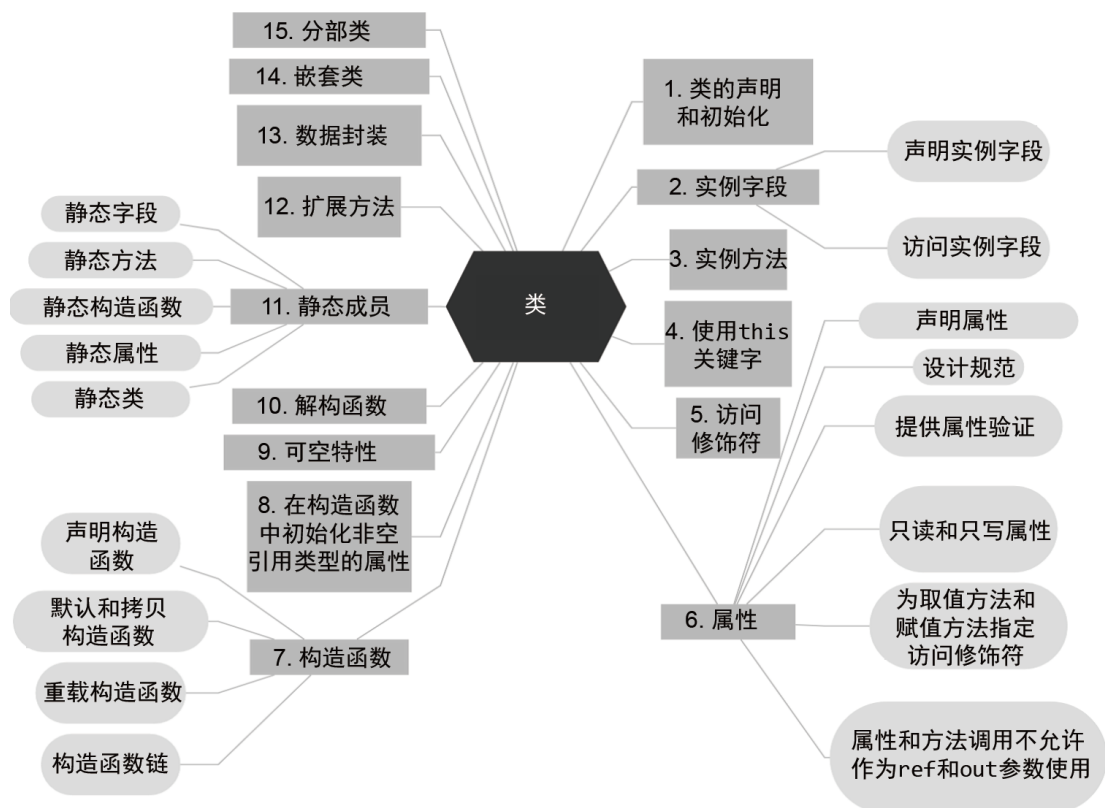 类
1. 类的声明
和初始化
2. 实例字段
声明实例字段
访问实例字段
3. 实例方法
4. 使用this
关键字
5. 访问
修饰符
6. 属性
声明属性
设计规范
提供属性验证
只读和只写属性
为取值方法和
赋值方法指定
访问修饰符
属性和方法调用不允许
作为ref和out参数使用
7. 构造函数
声明构造
函数
默认和拷贝
构造函数
重载构造函数
构造函数链
8. 在构造函数
中初始化非空
引用类型的属性
9. 可空特性
10. 解构函数
11. 静态成员
静态字段
静态方法
静态构造函数
静态属性
静态类
12. 扩展方法
13. 数据封装
14. 嵌套类
15. 分部类